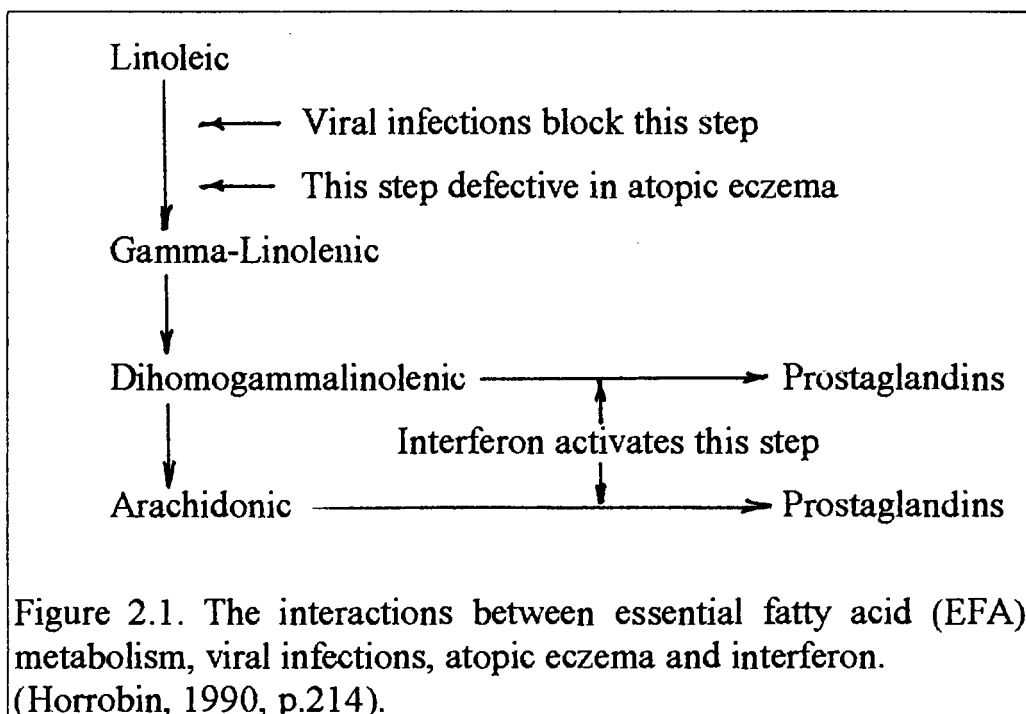 Linoleic
Viral infections block this step
This step defective in atopic eczema
Gamma-Linolenic
Dihomogammalinolenic Prostaglandins
Interferon activates this step
Arachidonic Prostaglandins
Figure 2.1. The interactions between essential fatty acid (EFA)
metabolism, viral infections, atopic eczema and interferon.
(Horrobin, 1990, p.214).